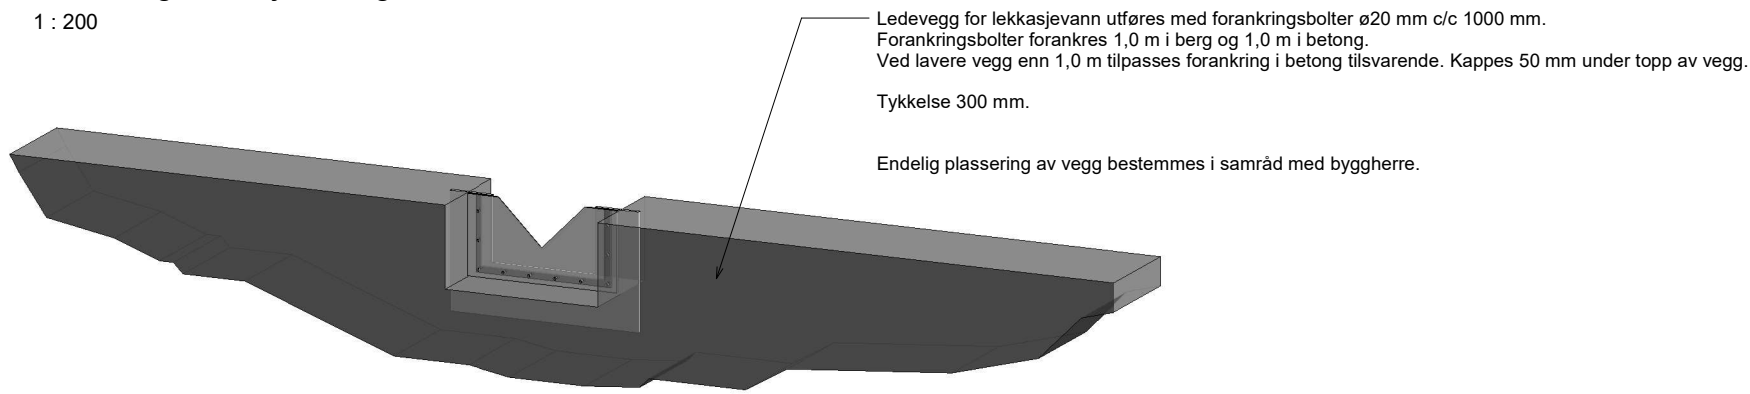 1 : 200
Ledevegg for lekkasjevann utføres med forankringsbolter ø20 mm c/c 1000 mm.
Forankringsbolter forankres 1,0 m i berg og 1,0 m i betong.
Ved lavere vegg enn 1,0 m tilpasses forankring i betong tilsvarende. Kappes 50 mm under topp av vegg.
Tykkelse 300 mm.
Endelig plassering av vegg bestemmes i samråd med byggherre.